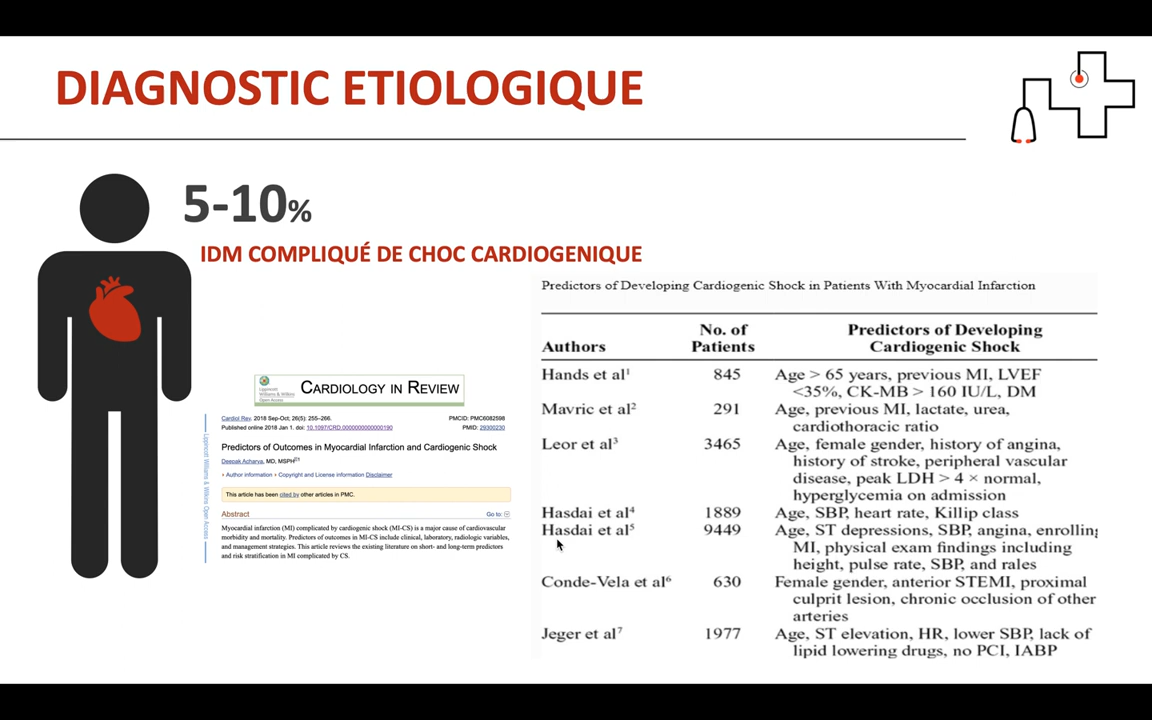 DIAGNOSTIC ETIOLOGIQUE
5-10%
IDM COMPLIQUÉ DE CHOC CARDIOGENIQUE
CARDIOLOGY IN REVIEW
Lippincott
Williams & Wilkins
Open Access
Cardiol Rev. 2018 Sep-Oct; 26(5): 255–266.
PMCID: PMC6082598
Published online 2018 Jan 1. doi: 10.1097/CRD.0000000000000190
PMID: 29300230
Predictors of Outcomes in Myocardial Infarction and Cardiogenic Shock
Deepak Acharya, MD, MSPH
Author information Copyright and License information Disclaimer
This article has been cited by other articles in PMC.
Abstract
Go to:
Myocardial infarction (MI) complicated by cardiogenic shock (MI-CS) is a major cause of cardiovascular
morbidity and mortality. Predictors of outcomes in MI-CS include clinical, laboratory, radiologic variables,
and management strategies. This article reviews the existing literature on short- and long-term predictors
and risk stratification in MI complicated by CS.
Lippincott Williams & Wilkins Open Access
Predictors of Developing Cardiogenic Shock in Patients With Myocardial Infarction
Authors
No. of
Patients
Predictors of Developing
Cardiogenic Shock
Hands et al¹ 845 Age > 65 years, previous MI, LVEF
<35%, CK-MB > 160 IU/L, DM
Mavric et al² 291 Age, previous MI, lactate, urea,
cardiothoracic ratio
Leor et al³ 3465 Age, female gender, history of angina,
history of stroke, peripheral vascular
disease, peak LDH > 4 × normal,
hyperglycemia on admission
Hasdai et al⁴ 1889 Age, SBP, heart rate, Killip class
Hasdai et al⁵ 9449 Age, ST depressions, SBP, angina, enrolling
MI, physical exam findings including
height, pulse rate, SBP, and rales
Conde-Vela et al⁶ 630 Female gender, anterior STEMI, proximal
culprit lesion, chronic occlusion of other
arteries
Jeger et al⁷ 1977 Age, ST elevation, HR, lower SBP, lack of
lipid lowering drugs, no PCI, IABP